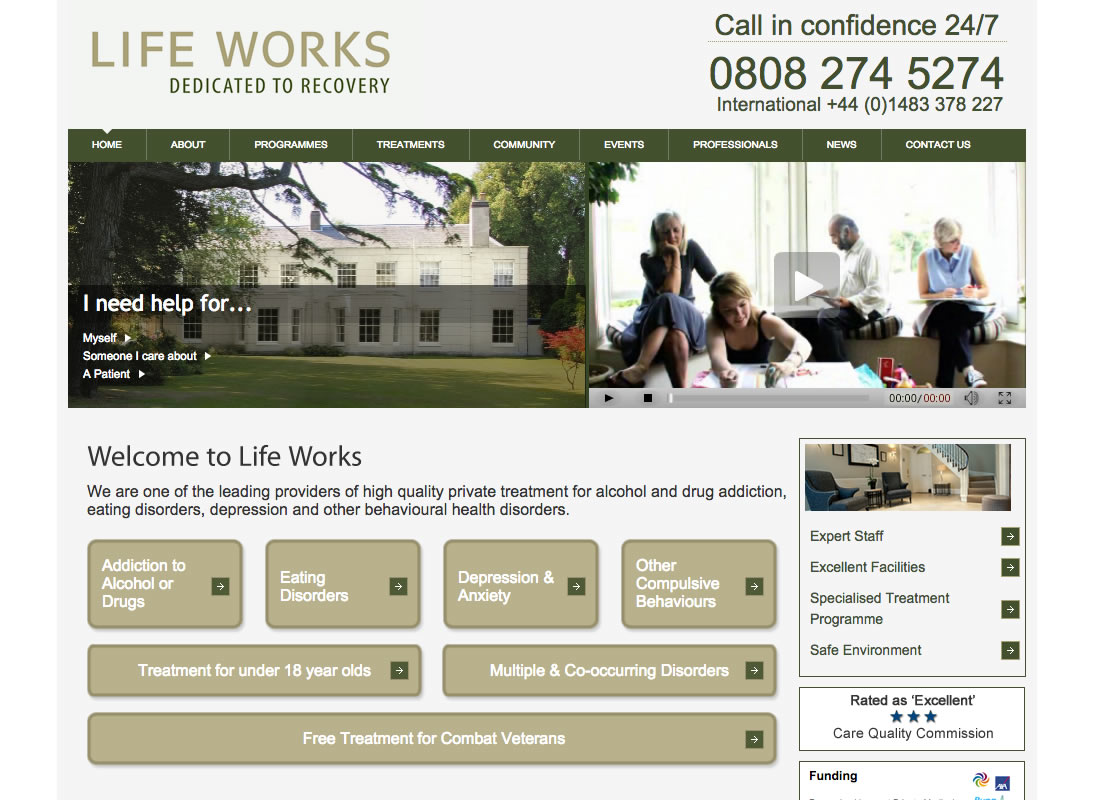 LIFE WORKS
DEDICATED TO RECOVERY
Call in confidence 24/7
0808 274 5274
International +44 (0)1483 378 227
HOME ABOUT PROGRAMMES TREATMENTS COMMUNITY EVENTS PROFESSIONALS NEWS CONTACT US
I need help for...
Myself
Someone I care about
A Patient
00:00/00:00
Welcome to Life Works
We are one of the leading providers of high quality private treatment for alcohol and drug addiction,
eating disorders, depression and other behavioural health disorders.
Addiction to
Alcohol or
Drugs
Eating
Disorders
Depression &
Anxiety
Other
Compulsive
Behaviours
Treatment for under 18 year olds
Multiple & Co-occurring Disorders
Free Treatment for Combat Veterans
Expert Staff
Excellent Facilities
Specialised Treatment
Programme
Safe Environment
Rated as ‘Excellent’
Care Quality Commission
Funding
AXA